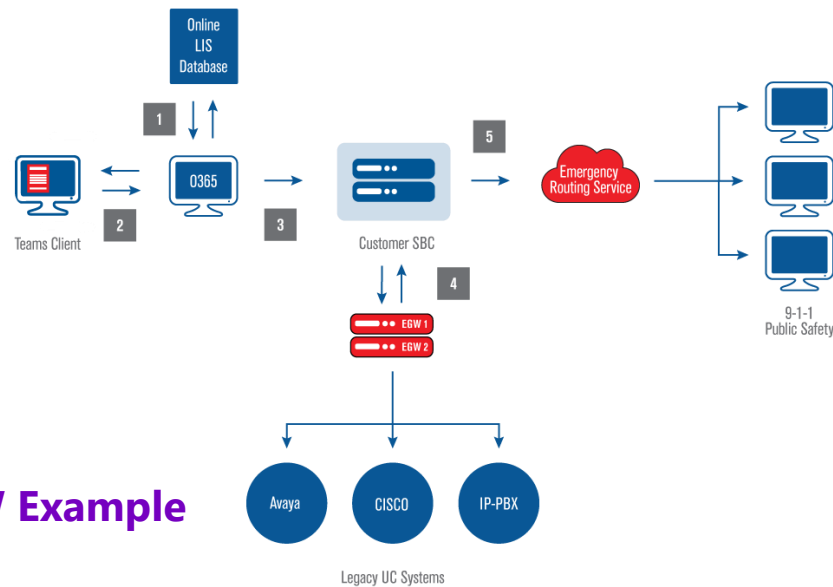 Online
LIS
Database
1
5
O365
Emergency
Routing Service
2
3
Teams Client
Customer SBC
4
EGW 1
EGW 2
9-1-1
Public Safety
Example
Avaya
CISCO
IP-PBX
Legacy UC Systems